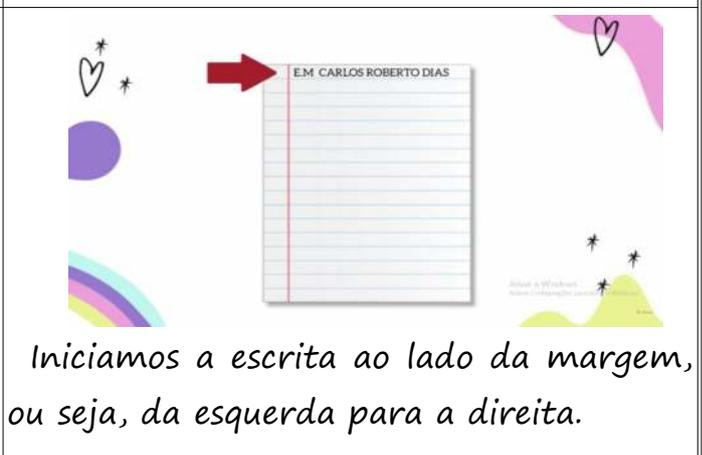 E.M CARLOS ROBERTO DIAS
Iniciamos a escrita ao lado da margem,
ou seja, da esquerda para a direita.